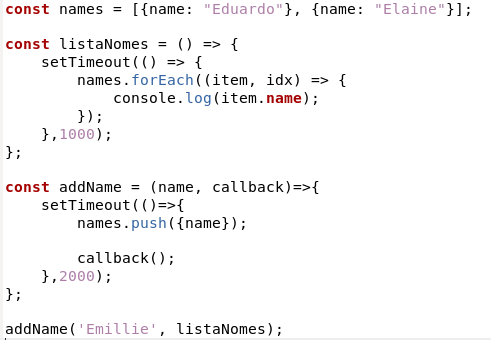 const names = [{name: "Eduardo"}, {name: "Elaine"}];
const listaNomes = () => {
setTimeout(() => {
names.forEach((item, idx) => {
console.log(item.name);
});
},1000);
};
const addName = (name, callback)=>{
setTimeout(()=>{
names.push({name});
callback();
},2000);
};
addName('Emillie', listaNomes);